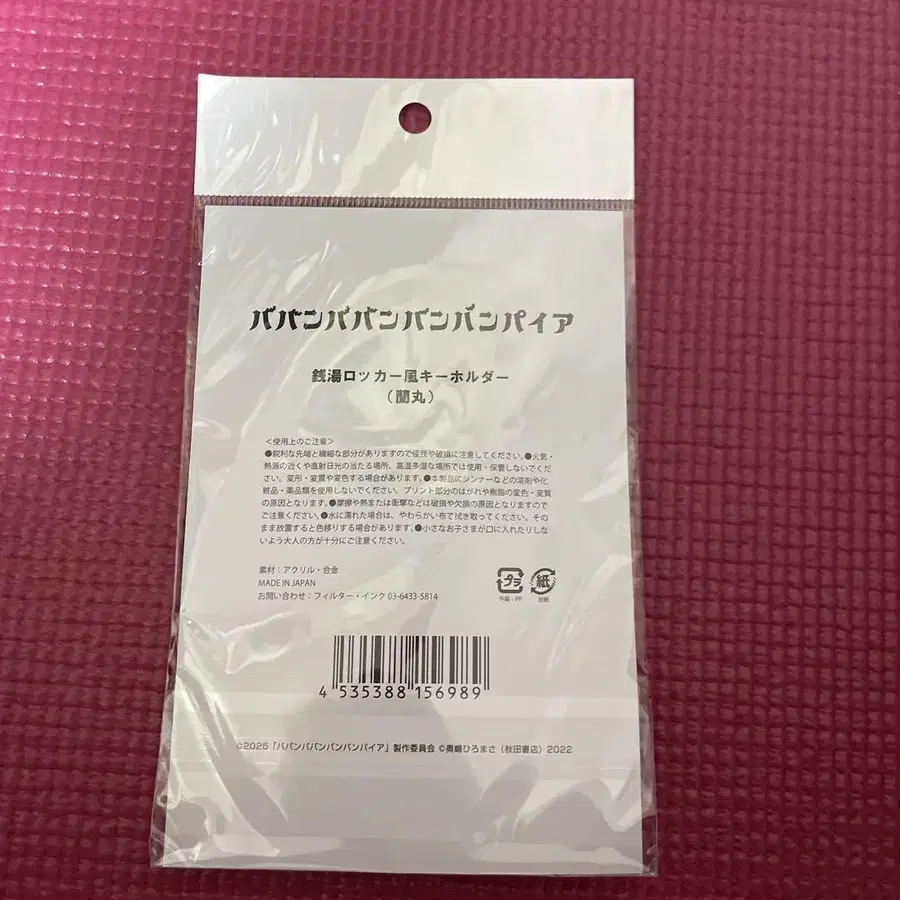 ババンババンバンバンパイア
銭湯ロッカー風キーホルダー
（蘭丸）
＜使用上のご注意＞
●鋭利な先端と繊細な部分がありますので怪我や破損に注意してください。●火気・
熱源の近くや直射日光の当たる場所、高温多湿な場所では使用・保管しないでくだ
さい。変形・変質や変色する場合があります。●本製品にシンナーなどの溶剤や化
粧品・薬品類を使用しないでください。プリント部分のはがれや樹脂の変色・変質
の原因となります。●摩擦や熱または衝撃などは破損や欠損の原因となりますので
ご注意ください。●水に濡れた場合は、やわらかい布で拭き取ってください。その
まま放置すると色移りする場合があります。●小さなお子さまが口に入れたりしな
いよう大人の方が十分にご注意ください。
素材：アクリル・合金
MADE IN JAPAN
お問い合わせ：フィルター・インク 03-6433-5814
プラ 紙
外装：PP 台紙
4 535388 156989
©2025「ババンババンバンバンパイア」製作委員会 ©奥嶋ひろまさ（秋田書店）2022